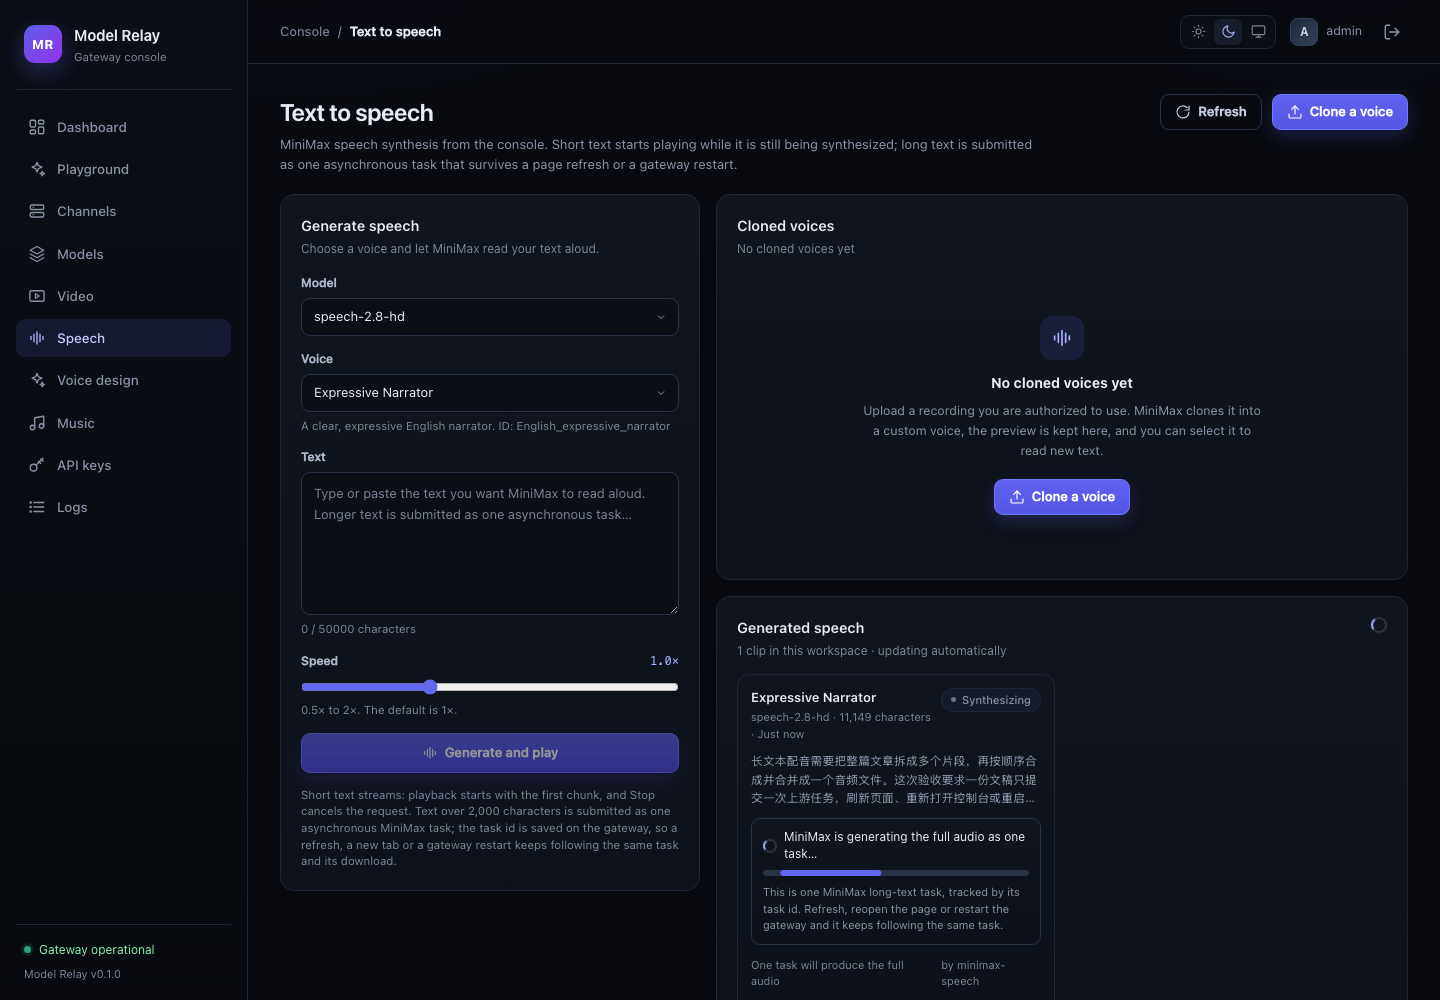 MR
Model Relay
Gateway console
Dashboard
Playground
Channels
Models
Video
Speech
Voice design
Music
API keys
Logs
Gateway operational
Model Relay v0.1.0
Console / Text to speech
A
admin
Text to speech
MiniMax speech synthesis from the console. Short text starts playing while it is still being synthesized; long text is submitted
as one asynchronous task that survives a page refresh or a gateway restart.
Refresh
Clone a voice
Generate speech
Choose a voice and let MiniMax read your text aloud.
Model
speech-2.8-hd
Voice
Expressive Narrator
A clear, expressive English narrator. ID: English_expressive_narrator
Text
Type or paste the text you want MiniMax to read aloud.
Longer text is submitted as one asynchronous task...
0 / 50000 characters
Speed
1.0×
0.5× to 2×. The default is 1×.
Generate and play
Short text streams: playback starts with the first chunk, and Stop
cancels the request. Text over 2,000 characters is submitted as one
asynchronous MiniMax task; the task id is saved on the gateway, so a
refresh, a new tab or a gateway restart keeps following the same task
and its download.
Cloned voices
No cloned voices yet
No cloned voices yet
Upload a recording you are authorized to use. MiniMax clones it into
a custom voice, the preview is kept here, and you can select it to
read new text.
Clone a voice
Generated speech
1 clip in this workspace · updating automatically
Expressive Narrator
Synthesizing
speech-2.8-hd · 11,149 characters
· Just now
长文本配音需要把整篇文章拆成多个片段，再按顺序合
成并合并成一个音频文件。这次验收要求一份文稿只提
交一次上游任务，刷新页面、重新打开控制台或重启...
MiniMax is generating the full audio as one
task...
This is one MiniMax long-text task, tracked by its
task id. Refresh, reopen the page or restart the
gateway and it keeps following the same task.
One task will produce the full
audio
by minimax-
speech